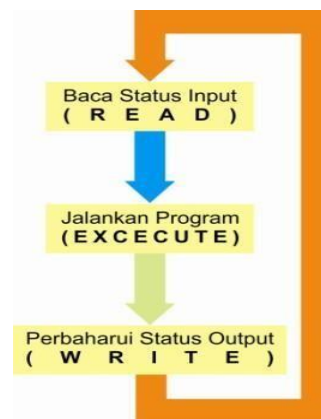 Baca Status Input
( R E A D )
Jalankan Program
(EXCECUTE)
Perbaharui Status Output
( W R I T E )